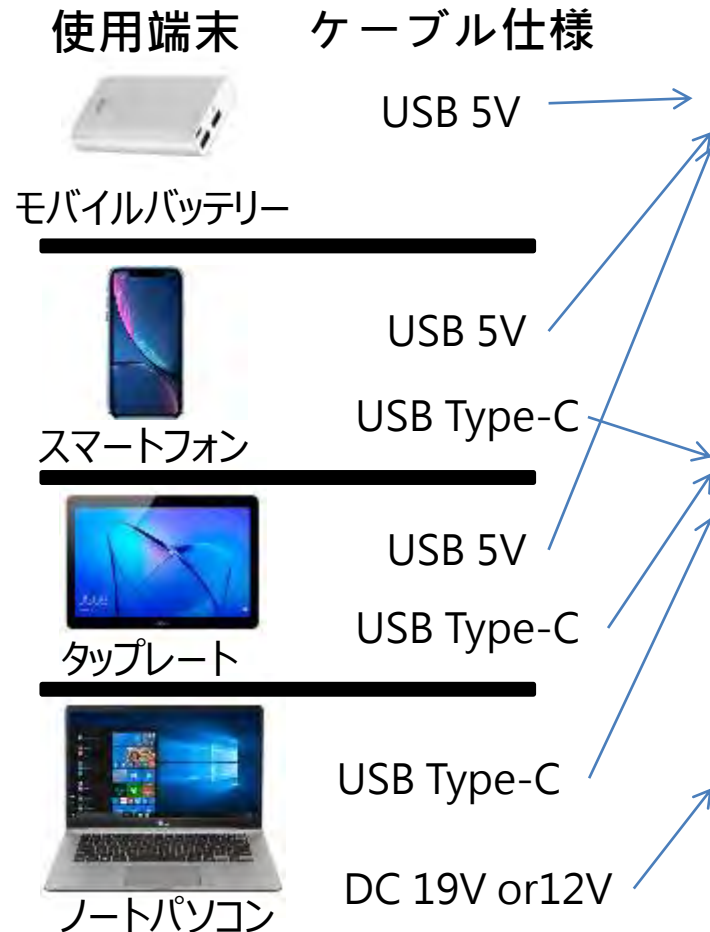 使用端末 ケーブル仕様
USB 5V
モバイルバッテリー
USB 5V
USB Type-C
スマートフォン
USB 5V
USB Type-C
タップレート
USB Type-C
DC 19V or12V
ノートパソコン